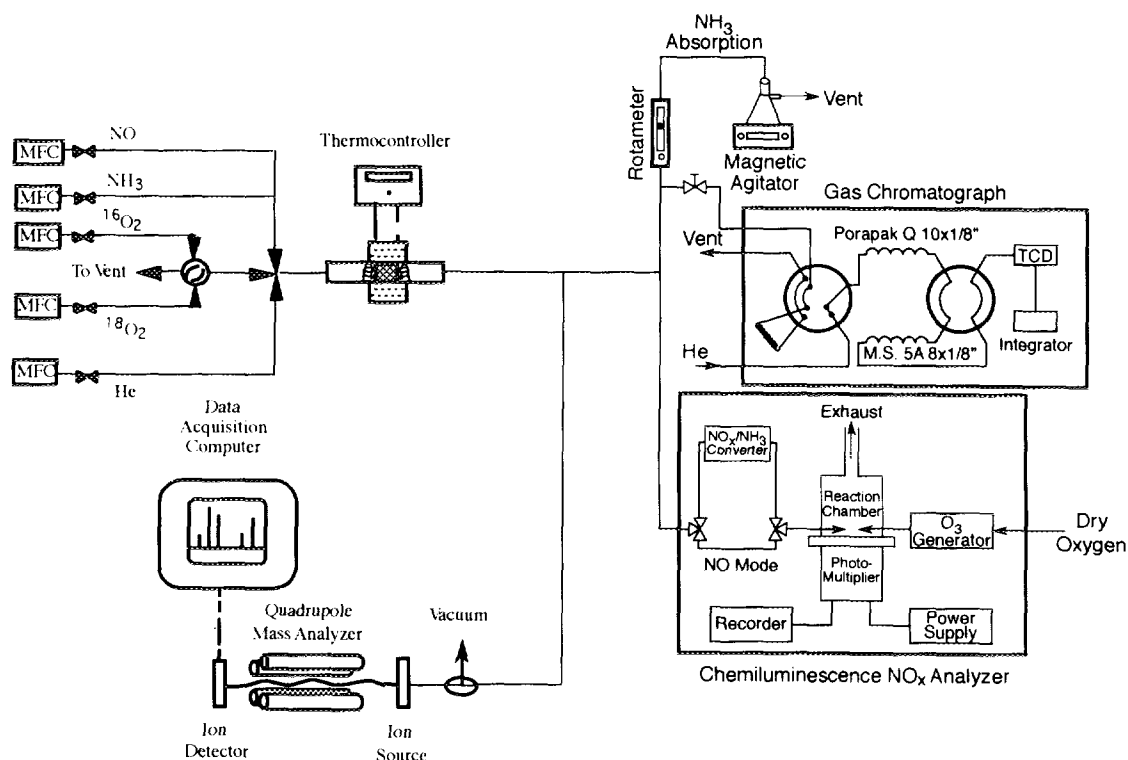 NH3
Absorption
Vent
Rotameter
Magnetic
Agitator
MFC
NO
MFC
NH3
MFC
16O2
To Vent
MFC
18O2
MFC
He
Thermocontroller
Gas Chromatograph
Vent
Porapak Q 10x1/8"
TCD
Integrator
He
M.S. 5A 8x1/8"
Data
Acquisition
Computer
Quadrupole
Mass Analyzer
Vacuum
Ion
Detector
Ion
Source
Exhaust
NOx/NH3
Converter
Reaction
Chamber
O3
Generator
Dry
Oxygen
NO Mode
Photo-
Multiplier
Recorder
Power
Supply
Chemiluminescence NOx Analyzer